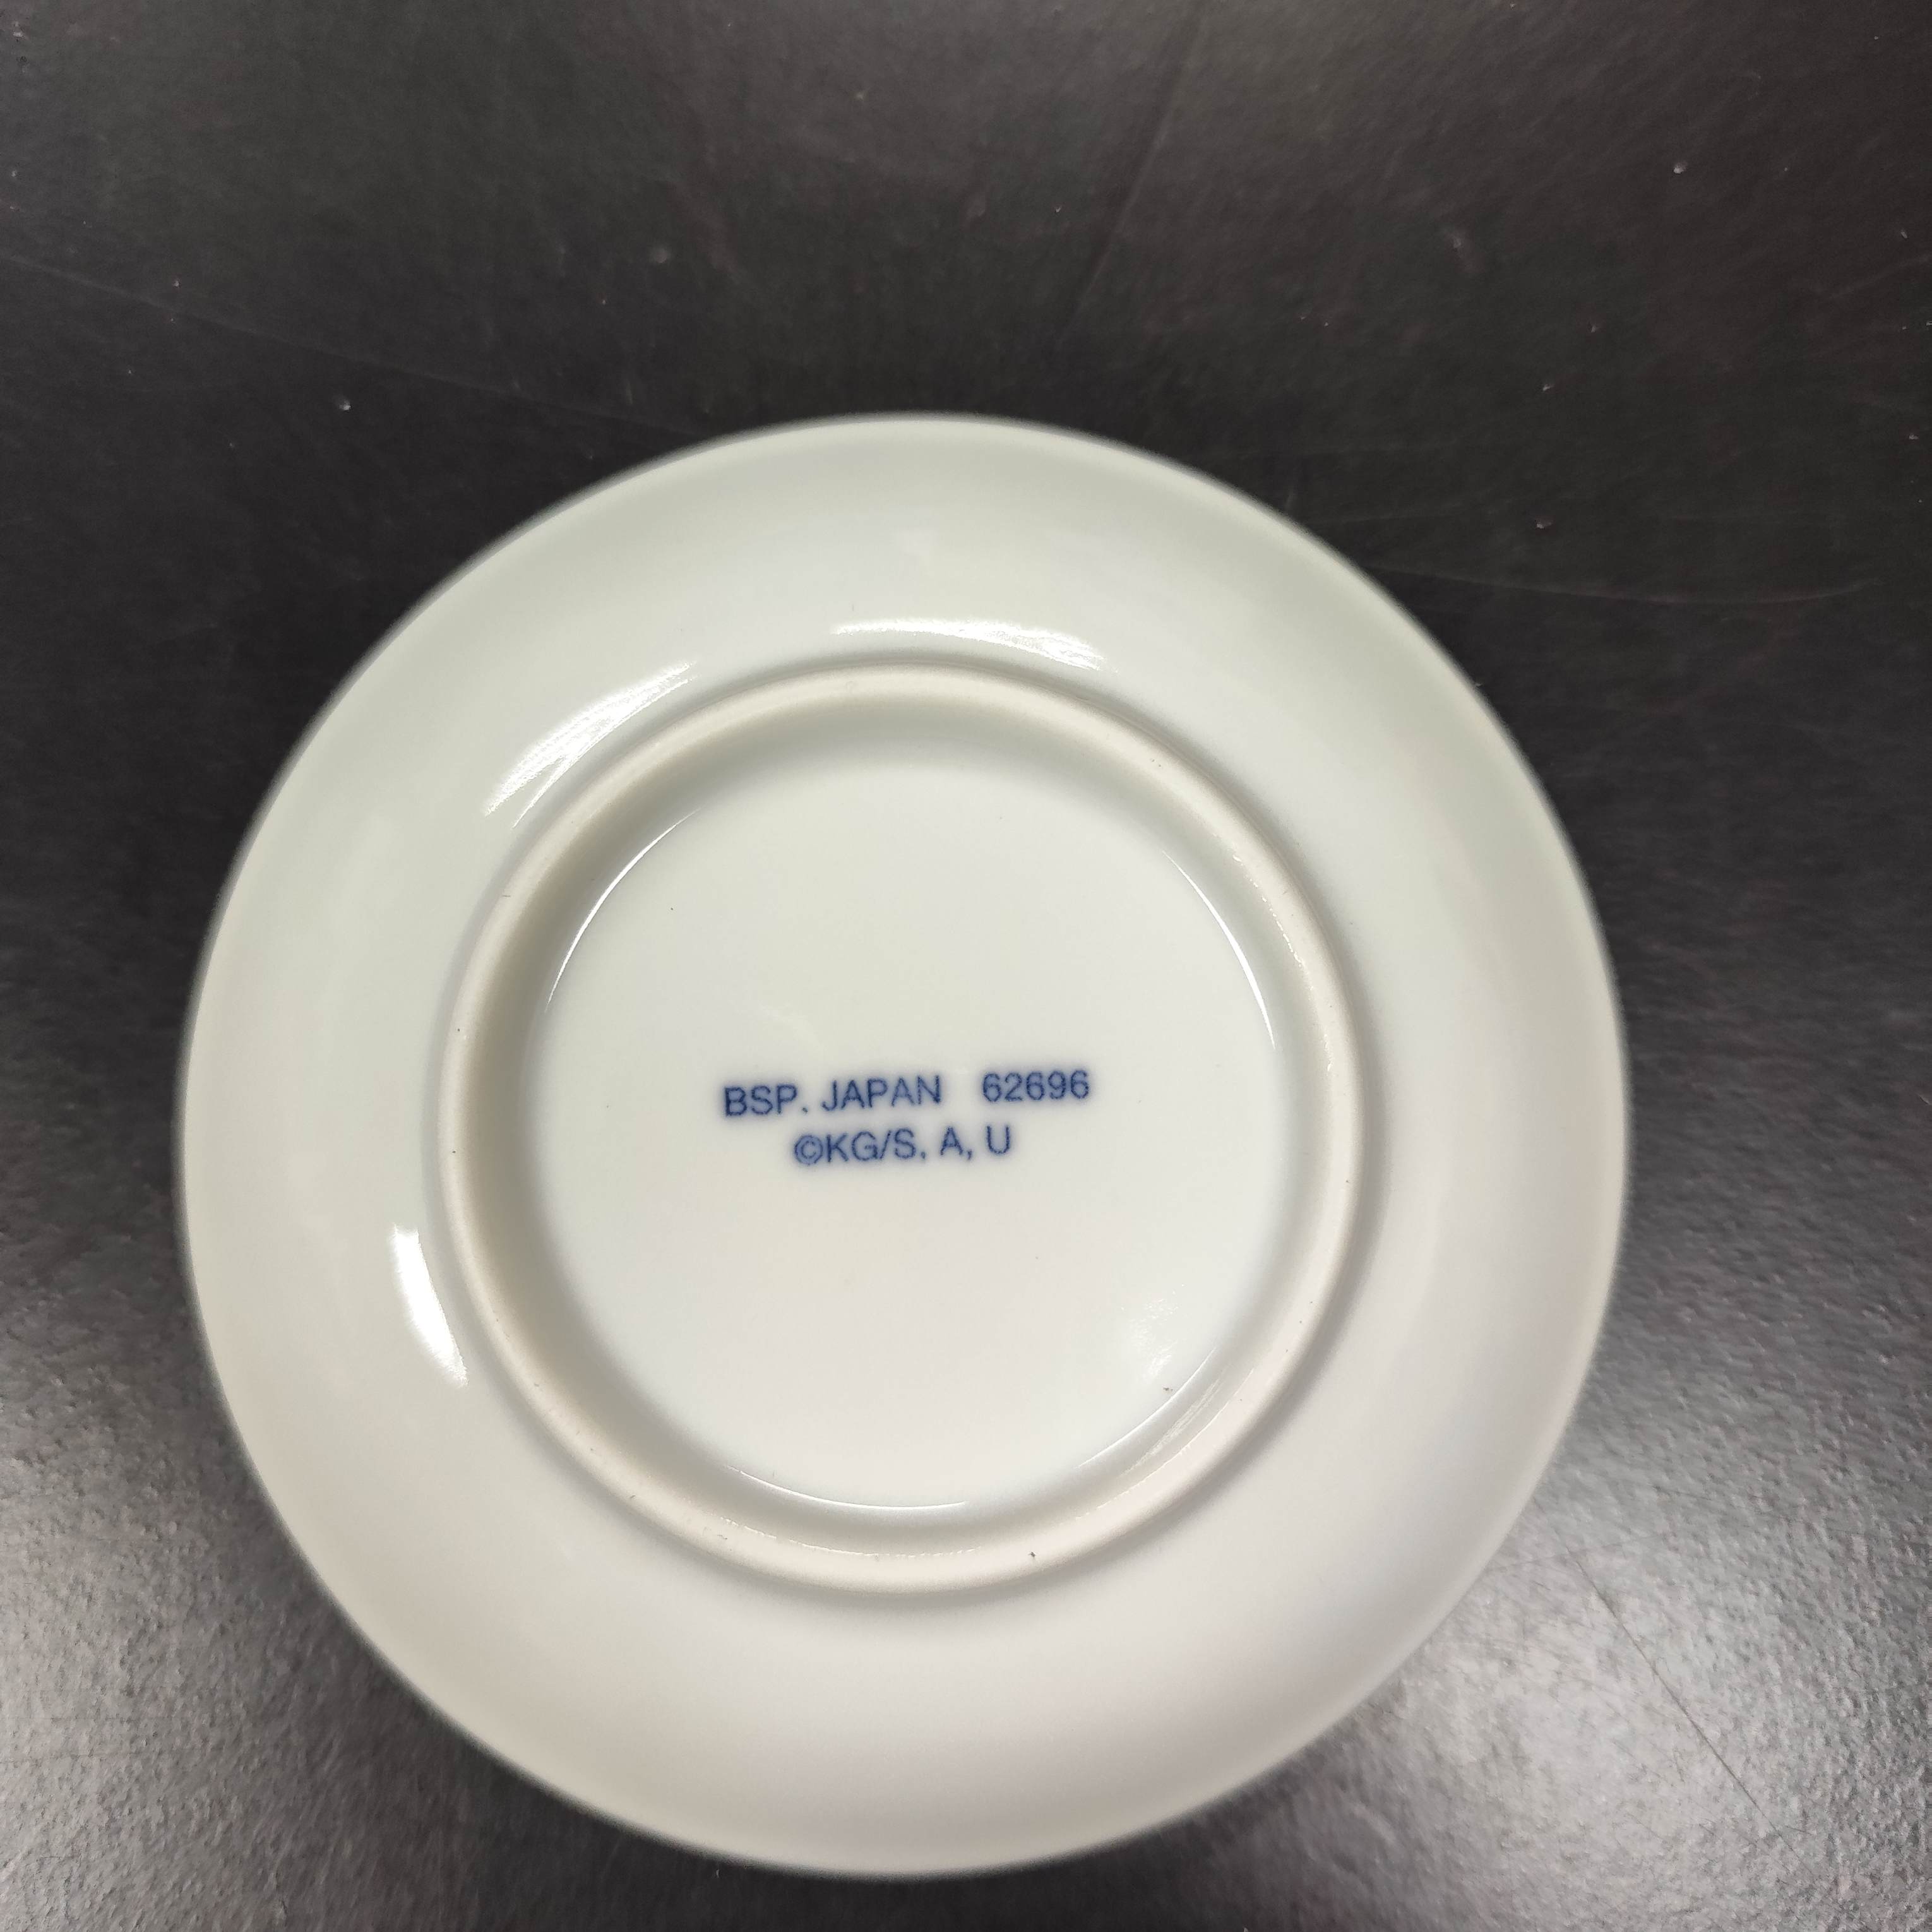 BSP. JAPAN 62696
©KG/S, A, U